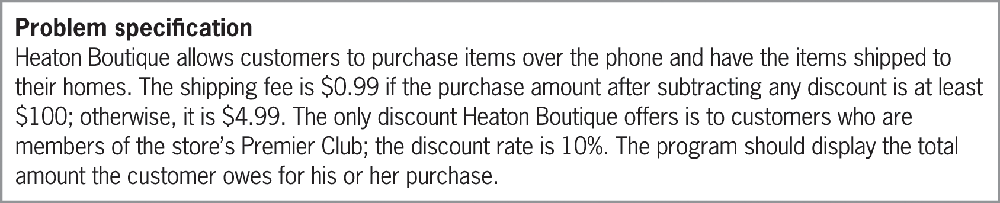 Problem specification
Heaton Boutique allows customers to purchase items over the phone and have the items shipped to
their homes. The shipping fee is $0.99 if the purchase amount after subtracting any discount is at least
$100; otherwise, it is $4.99. The only discount Heaton Boutique offers is to customers who are
members of the store’s Premier Club; the discount rate is 10%. The program should display the total
amount the customer owes for his or her purchase.